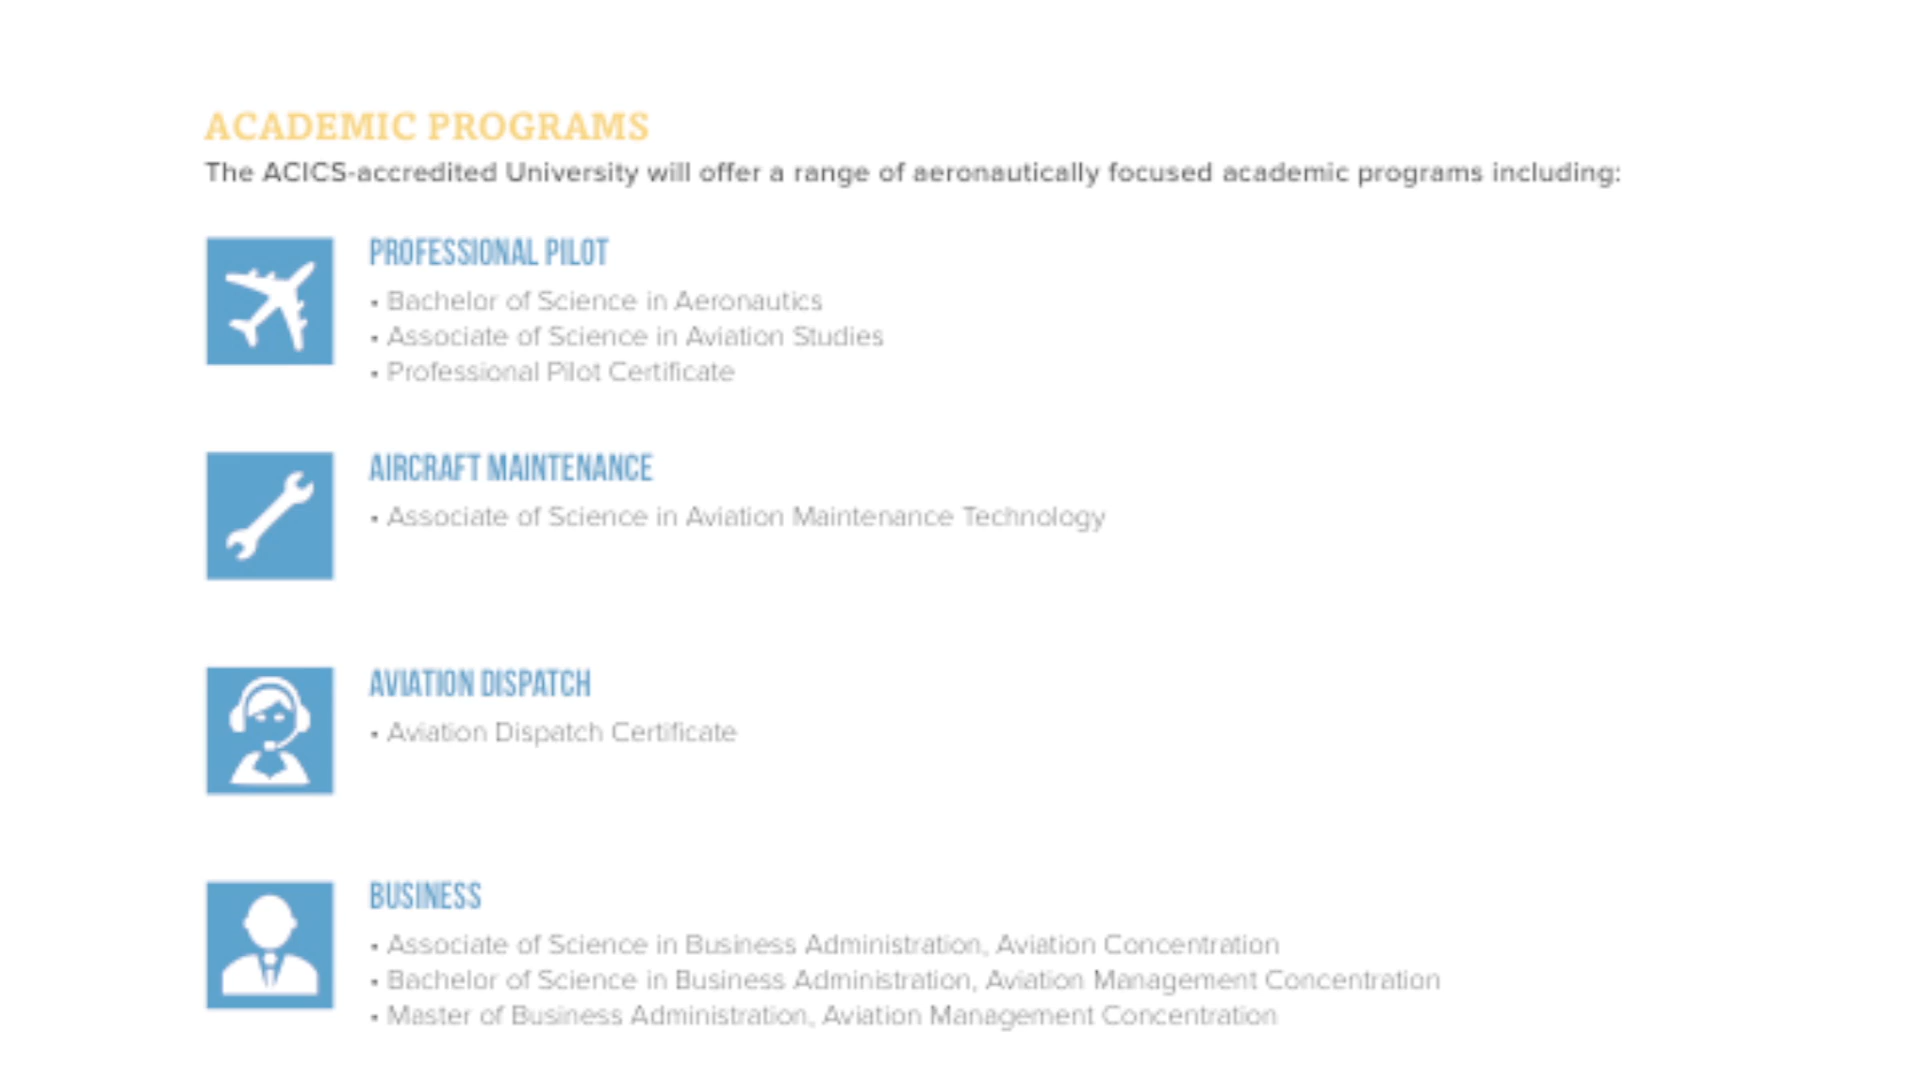 ACADEMIC PROGRAMS
The ACICS-accredited University will offer a range of aeronautically focused academic programs including:
PROFESSIONAL PILOT
• Bachelor of Science in Aeronautics
• Associate of Science in Aviation Studies
• Professional Pilot Certificate
AIRCRAFT MAINTENANCE
• Associate of Science in Aviation Maintenance Technology
AVIATION DISPATCH
• Aviation Dispatch Certificate
BUSINESS
• Associate of Science in Business Administration, Aviation Concentration
• Bachelor of Science in Business Administration, Aviation Management Concentration
• Master of Business Administration, Aviation Management Concentration